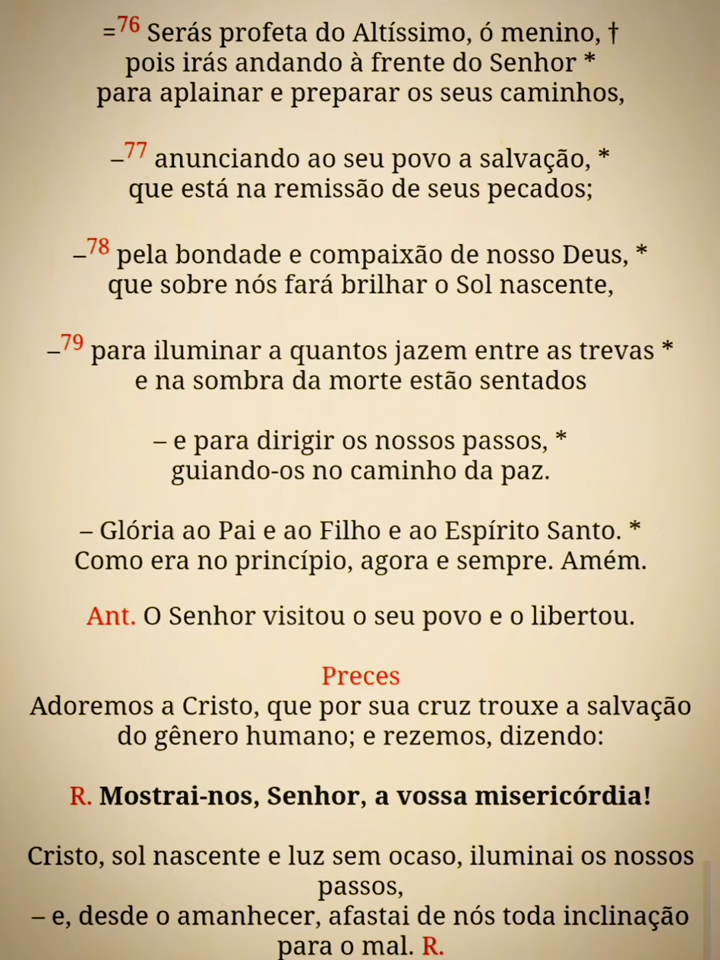 =76 Serás profeta do Altíssimo, ó menino, †
pois irás andando à frente do Senhor *
para aplainar e preparar os seus caminhos,
–77 anunciando ao seu povo a salvação, *
que está na remissão de seus pecados;
–78 pela bondade e compaixão de nosso Deus, *
que sobre nós fará brilhar o Sol nascente,
–79 para iluminar a quantos jazem entre as trevas *
e na sombra da morte estão sentados
– e para dirigir os nossos passos, *
guiando-os no caminho da paz.
– Glória ao Pai e ao Filho e ao Espírito Santo. *
Como era no princípio, agora e sempre. Amém.
Ant. O Senhor visitou o seu povo e o libertou.
Preces
Adoremos a Cristo, que por sua cruz trouxe a salvação
do gênero humano; e rezemos, dizendo:
R. Mostrai-nos, Senhor, a vossa misericórdia!
Cristo, sol nascente e luz sem ocaso, iluminai os nossos
passos,
– e, desde o amanhecer, afastai de nós toda inclinação
para o mal. R.